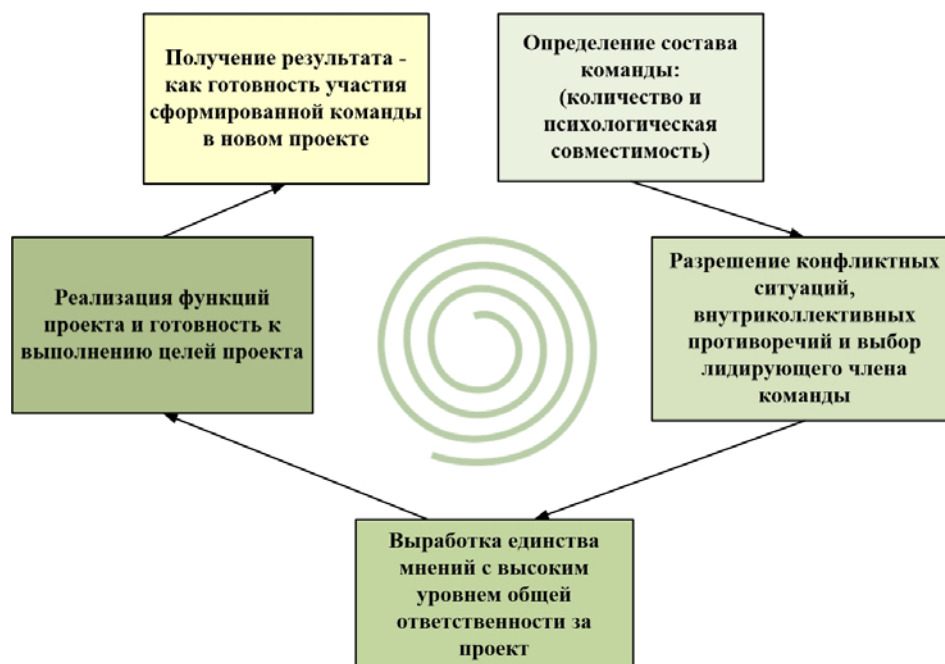 Получение результата -
как готовность участия
сформированной команды
в новом проекте
Определение состава
команды:
(количество и
психологическая
совместимость)
Реализация функций
проекта и готовность к
выполнению целей проекта
Разрешение конфликтных
ситуаций,
внутриколлективных
противоречий и выбор
лидирующего члена
команды
Выработка единства
мнений с высоким
уровнем общей
ответственности за
проект